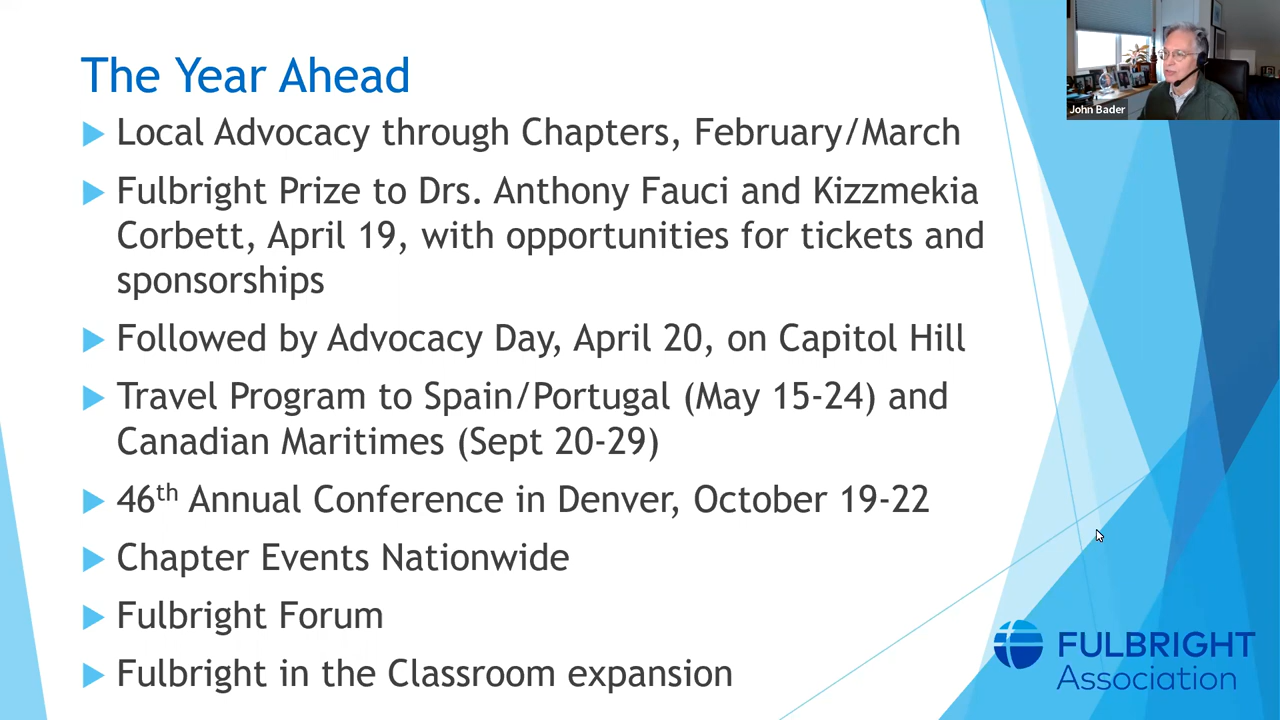 The Year Ahead
John Bader
Local Advocacy through Chapters, February/March
Fulbright Prize to Drs. Anthony Fauci and Kizzmekia
Corbett, April 19, with opportunities for tickets and
sponsorships
Followed by Advocacy Day, April 20, on Capitol Hill
Travel Program to Spain/Portugal (May 15-24) and
Canadian Maritimes (Sept 20-29)
46th Annual Conference in Denver, October 19-22
Chapter Events Nationwide
Fulbright Forum
Fulbright in the Classroom expansion
FULBRIGHT
Association